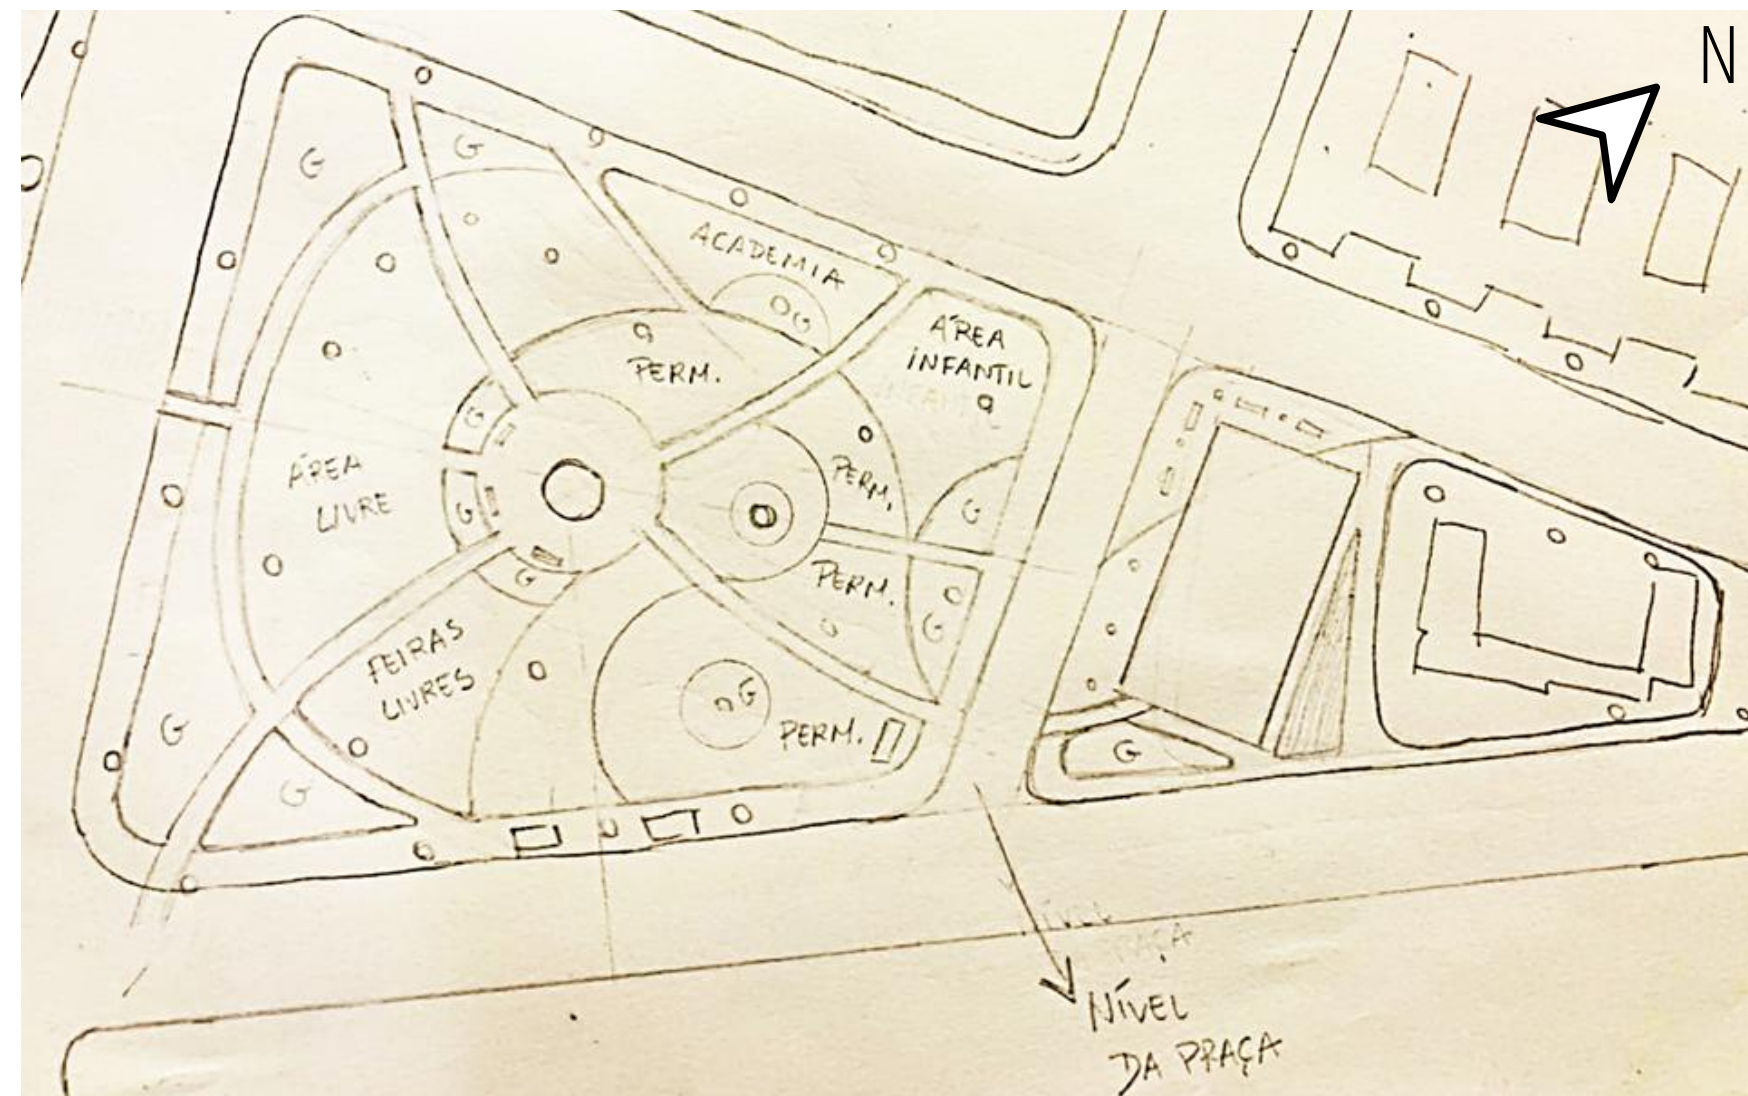 N
G
G
ACADEMIA
G
ÁREA
INFANTIL
PERM.
G
PERM.
G
G
ÁREA
LIVRE
PERM.
G
G
FEIRAS
LIVRES
G
PERM.
G
G
G
NÍVEL
DA PRAÇA